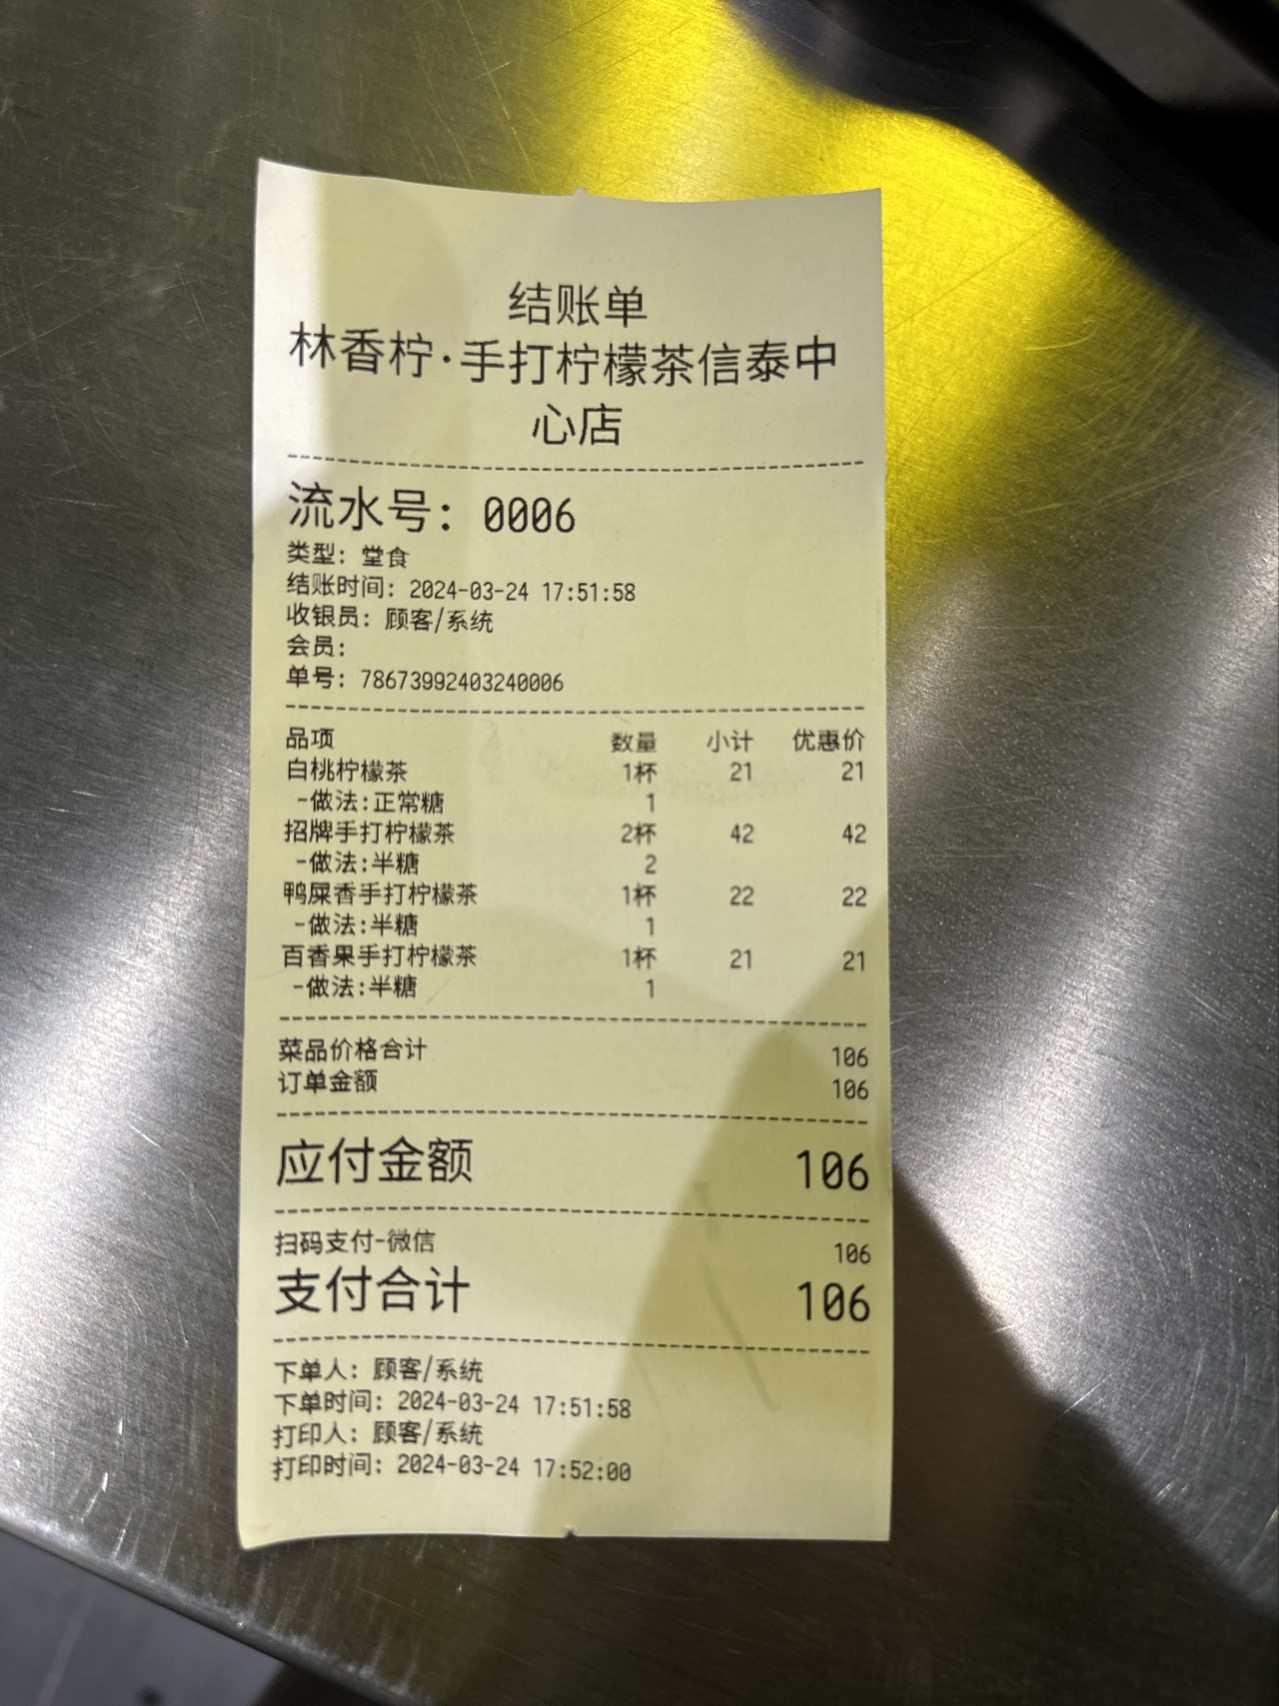 结账单
林香柠·手打柠檬茶信泰中
心店
流水号: 0006
类型: 堂食
结账时间: 2024-03-24 17:51:58
收银员: 顾客/系统
会员:
单号: 78673992403240006
品项 数量 小计 优惠价
白桃柠檬茶 1杯 21 21
-做法:正常糖 1
招牌手打柠檬茶 2杯 42 42
-做法:半糖 2
鸭屎香手打柠檬茶 1杯 22 22
-做法:半糖 1
百香果手打柠檬茶 1杯 21 21
-做法:半糖 1
菜品价格合计 106
订单金额 106
应付金额 106
扫码支付-微信 106
支付合计 106
下单人: 顾客/系统
下单时间: 2024-03-24 17:51:58
打印人: 顾客/系统
打印时间: 2024-03-24 17:52:00